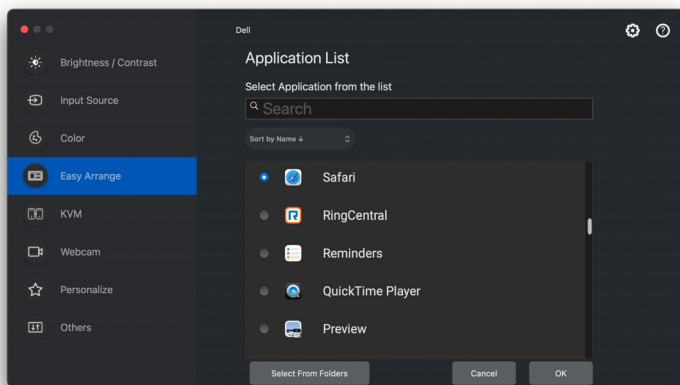 Dell
Brightness / Contrast
Input Source
Color
Easy Arrange
KVM
Webcam
Personalize
Others
Application List
Select Application from the list
Search
Sort by Name ↓
Safari
RingCentral
Reminders
QuickTime Player
Preview
Select From Folders
Cancel
OK